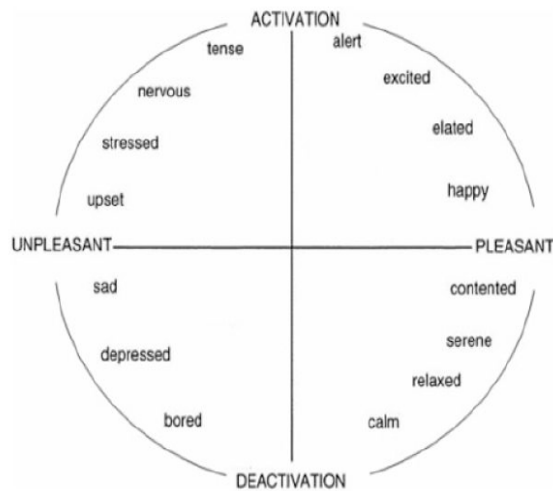 ACTIVATION
tense
alert
nervous
excited
stressed
elated
upset
happy
UNPLEASANT
PLEASANT
sad
contented
depressed
serene
relaxed
bored
calm
DEACTIVATION